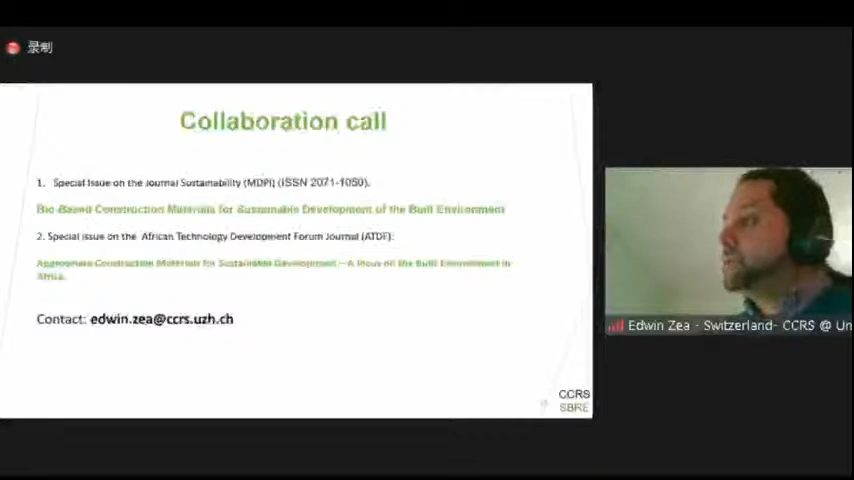 录制
Collaboration call
1. Special Issue on the Journal Sustainability (MDPI) (ISSN 2071-1050).
Bio-Based Construction Materials for Sustainable Development of the Built Environment
2. Special issue on the African Technology Development Forum Journal (ATDF):
Appropriate Construction Materials for Sustainable Development – A focus on the Built Environment in
Africa.
Contact: edwin.zea@ccrs.uzh.ch
Edwin Zea - Switzerland- CCRS @ Un
CCRS
SBRE